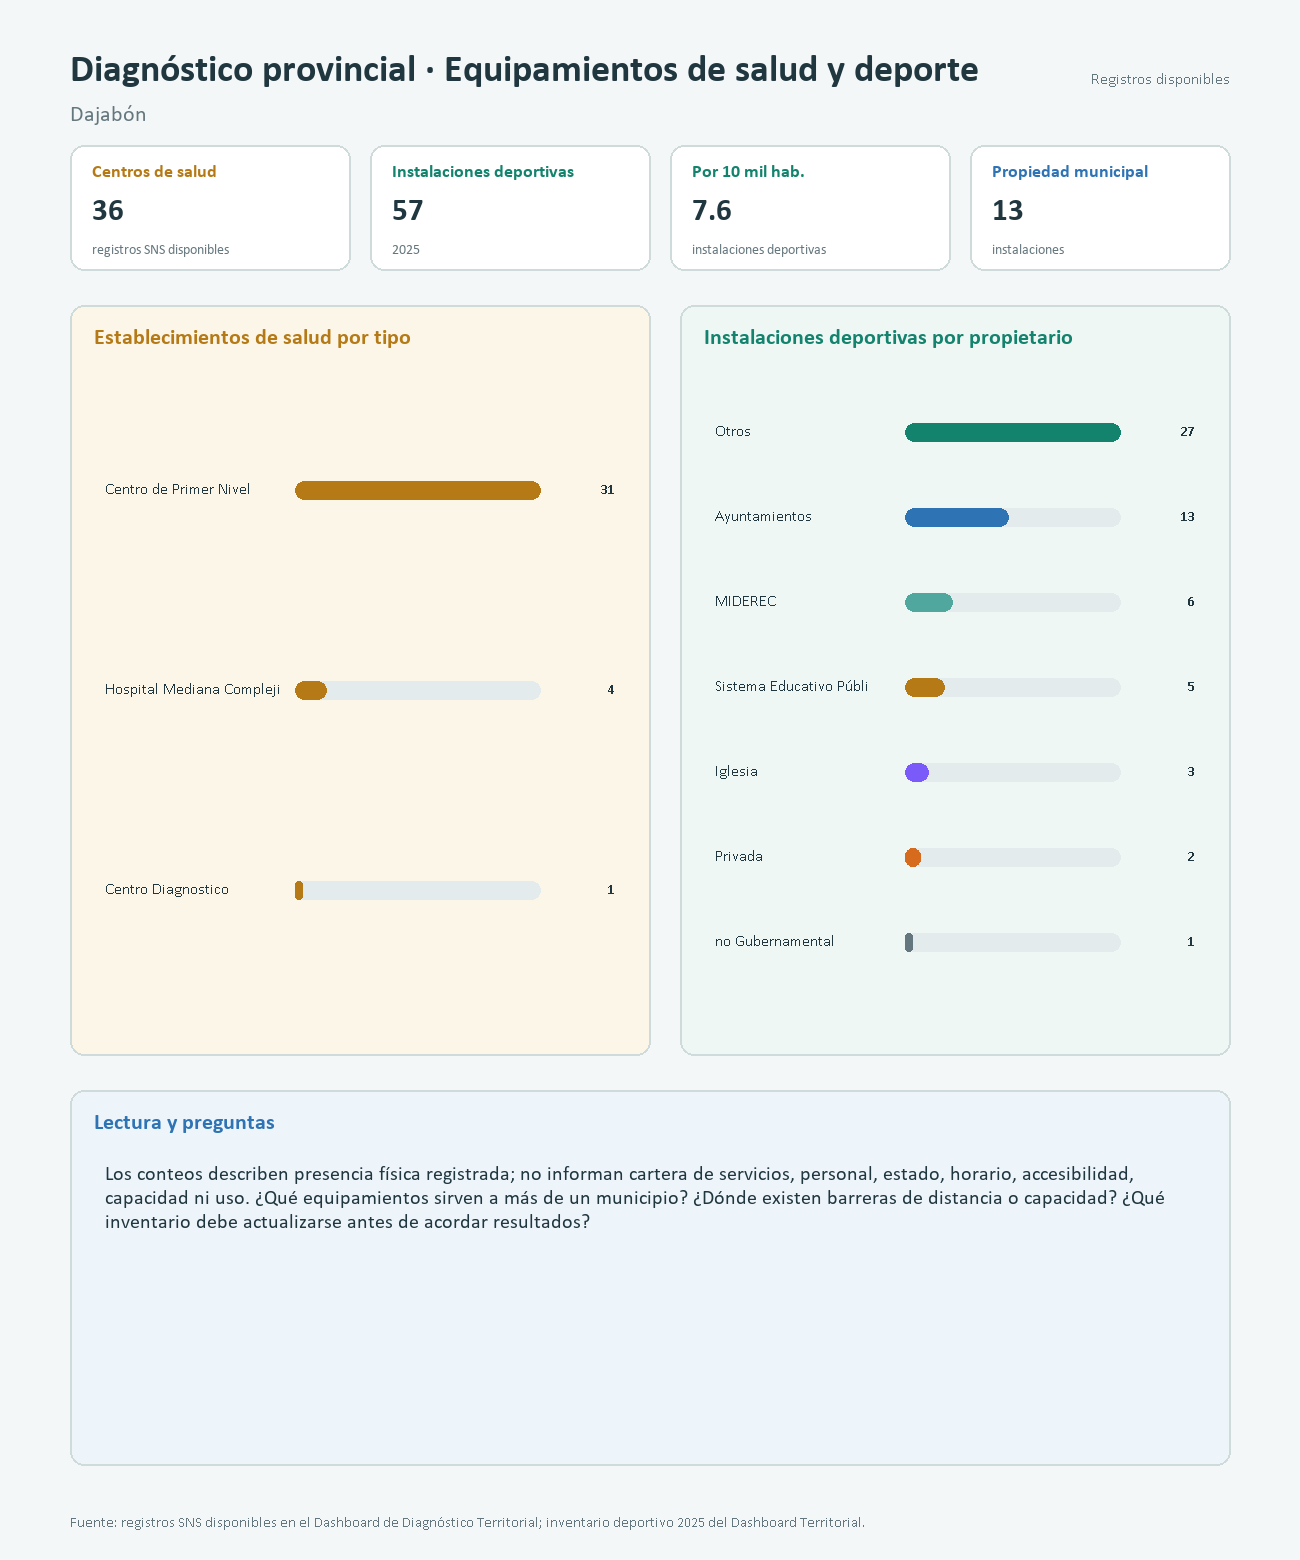 Diagnóstico provincial · Equipamientos de salud y deporte
Registros disponibles
Dajabón
Centros de salud
36
registros SNS disponibles
Instalaciones deportivas
57
2025
Por 10 mil hab.
7.6
instalaciones deportivas
Propiedad municipal
13
instalaciones
Establecimientos de salud por tipo
Centro de Primer Nivel 31
Hospital Mediana Compleji 4
Centro Diagnostico 1
Instalaciones deportivas por propietario
Otros 27
Ayuntamientos 13
MIDEREC 6
Sistema Educativo Públi 5
Iglesia 3
Privada 2
no Gubernamental 1
Lectura y preguntas
Los conteos describen presencia física registrada; no informan cartera de servicios, personal, estado, horario, accesibilidad,
capacidad ni uso. ¿Qué equipamientos sirven a más de un municipio? ¿Dónde existen barreras de distancia o capacidad? ¿Qué
inventario debe actualizarse antes de acordar resultados?
Fuente: registros SNS disponibles en el Dashboard de Diagnóstico Territorial; inventario deportivo 2025 del Dashboard Territorial.